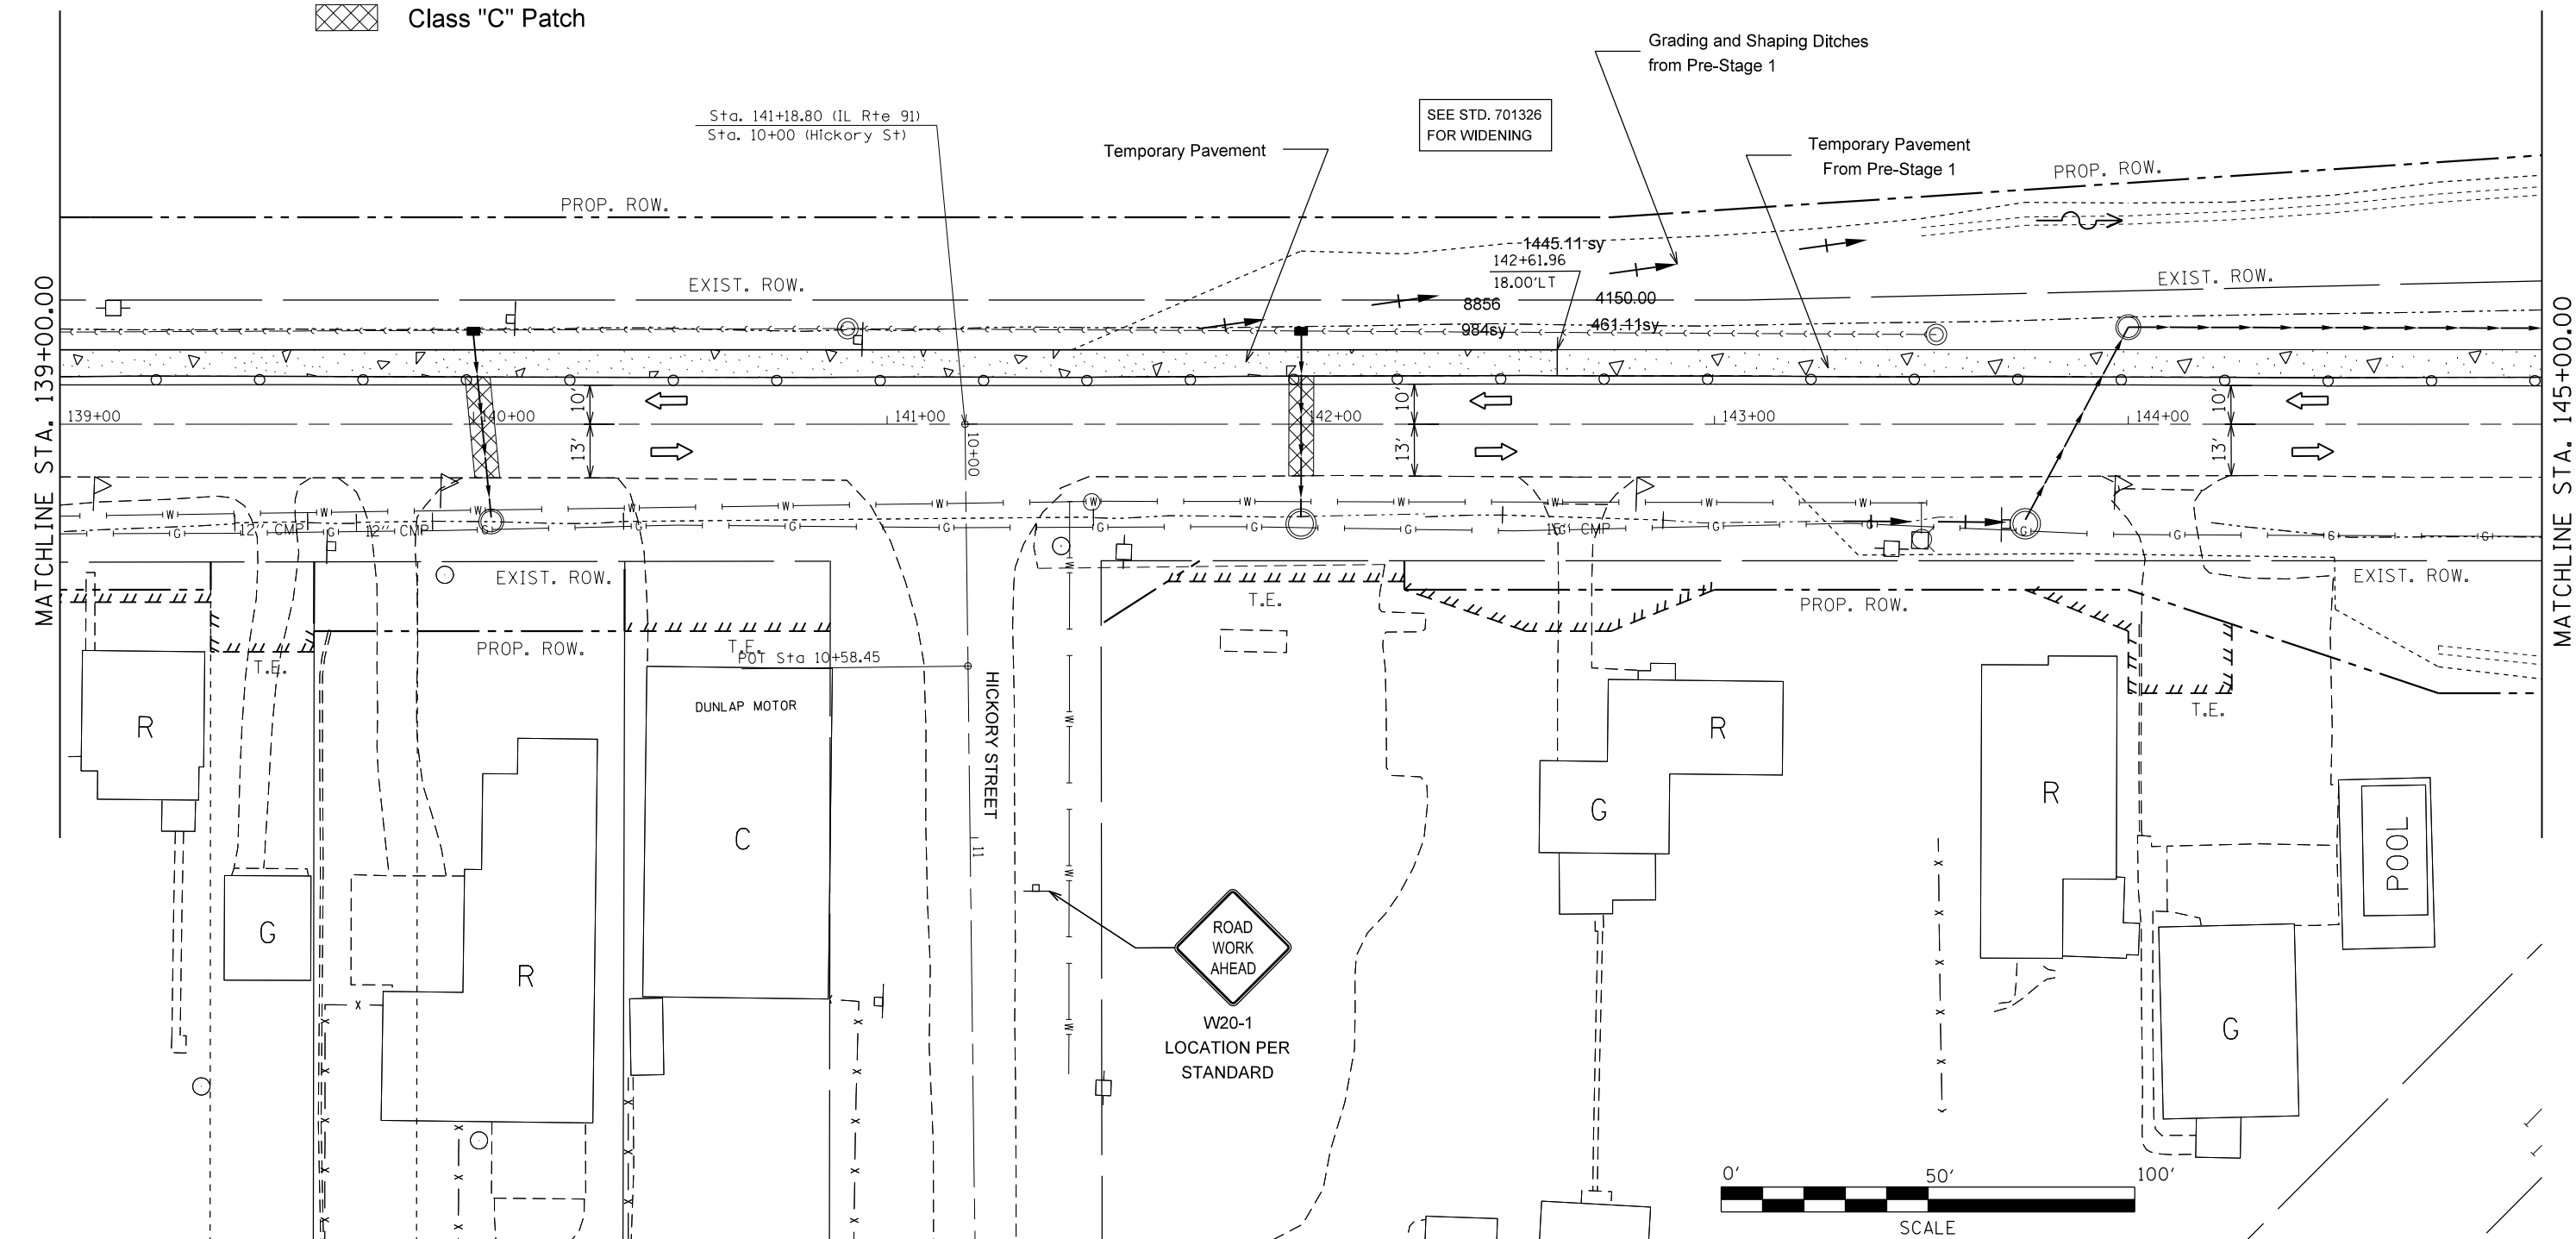 Class "C" Patch
Grading and Shaping Ditches
from Pre-Stage 1
Sta. 141+18.80 (IL Rte 91)
Sta. 10+00 (Hickory St)
SEE STD. 701326
FOR WIDENING
Temporary Pavement
Temporary Pavement
From Pre-Stage 1
PROP. ROW.
PROP. ROW.
1445.11 sy
142+61.96
18.00'LT
EXIST. ROW.
EXIST. ROW.
8856
4150.00
984sy
461.11sy
MATCHLINE STA. 139+00.00
MATCHLINE STA. 145+00.00
139+00
140+00
141+00
142+00
143+00
144+00
10'
10'
10'
13'
13'
13'
10+00
W W W W W W W W W W W W
G G G G G G G G G G G G G G
12" CMP
12" CMP
15" CMP
EXIST. ROW.
EXIST. ROW.
T.E.
PROP. ROW.
PROP. ROW.
T.E.
T.E.
POT Sta 10+58.45
T.E.
DUNLAP MOTOR
HICKORY STREET
R
R
G
R
C
11
POOL
G
R
ROAD
WORK
AHEAD
W20-1
LOCATION PER
STANDARD
G
0' 50' 100'
SCALE